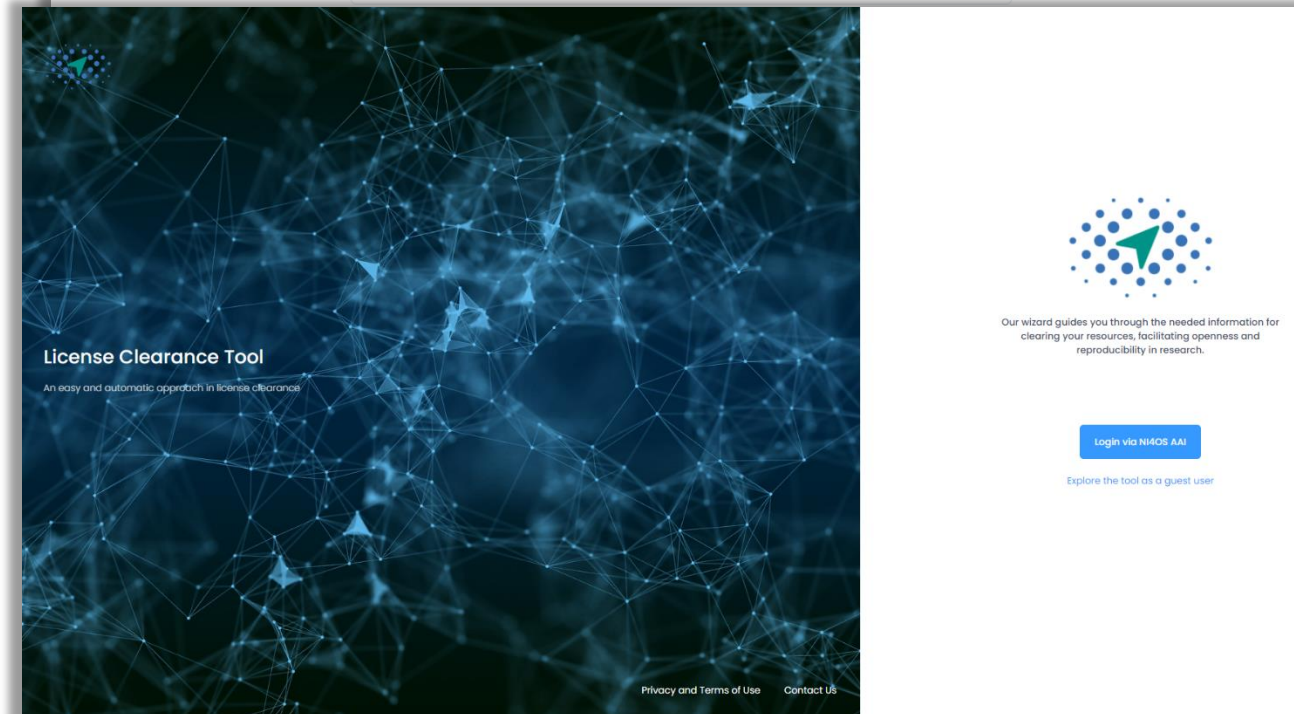 License Clearance Tool
An easy and automatic approach in license clearance
Privacy and Terms of Use
Contact Us
Our wizard guides you through the needed information for
clearing your resources, facilitating openness and
reproducibility in research.
Login via NI4OS AAI
Explore the tool as a guest user